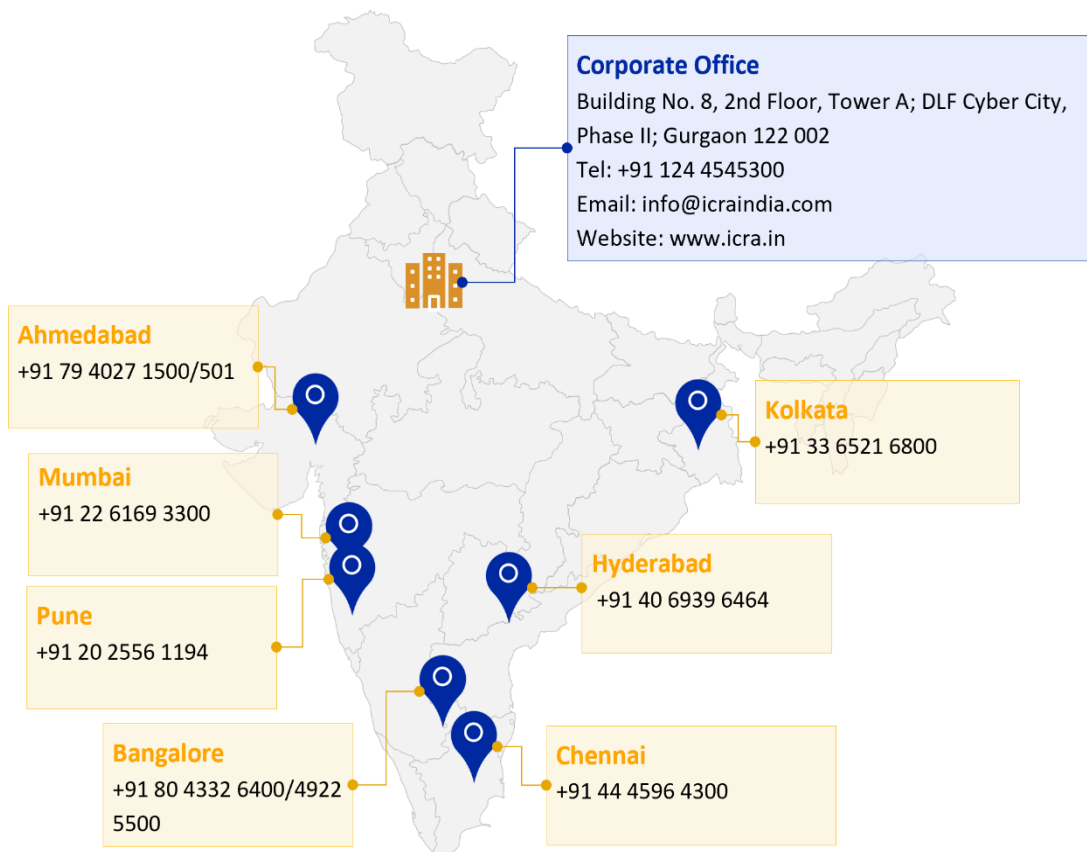 Corporate Office
Building No. 8, 2nd Floor, Tower A; DLF Cyber City,
Phase II; Gurgaon 122 002
Tel: +91 124 4545300
Email: info@icraindia.com
Website: www.icra.in
Ahmedabad
+91 79 4027 1500/501
Kolkata
+91 33 6521 6800
Mumbai
+91 22 6169 3300
Hyderabad
+91 40 6939 6464
Pune
+91 20 2556 1194
Bangalore
+91 80 4332 6400/4922
5500
Chennai
+91 44 4596 4300